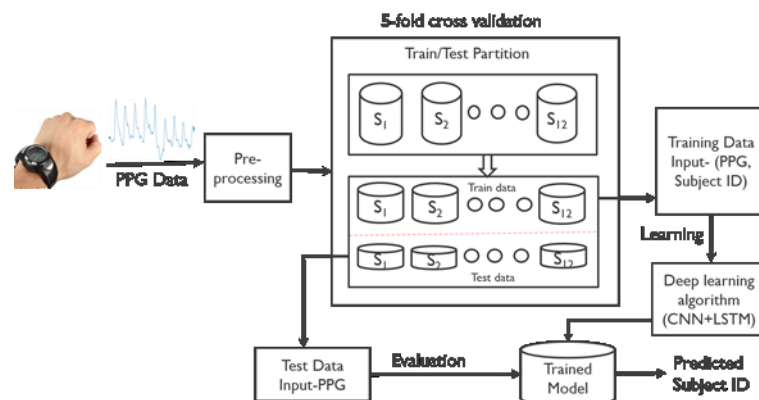 5-fold cross validation
Train/Test Partition
S1
S2
S12
PPG Data
Pre-
processing
Train data
S1
S2
S12
S1
S2
S12
Test data
Training Data
Input- (PPG,
Subject ID)
Learning
Deep learning
algorithm
(CNN+LSTM)
Test Data
Input-PPG
Evaluation
Trained
Model
Predicted
Subject ID